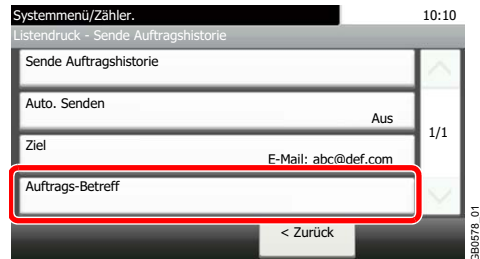 Systemmenü/Zähler. 10:10
Listendruck - Sende Auftragshistorie
Sende Auftragshistorie
Auto. Senden
Aus
1/1
Ziel
E-Mail: abc@def.com
Auftrags-Betreff
< Zurück
GB0578_01